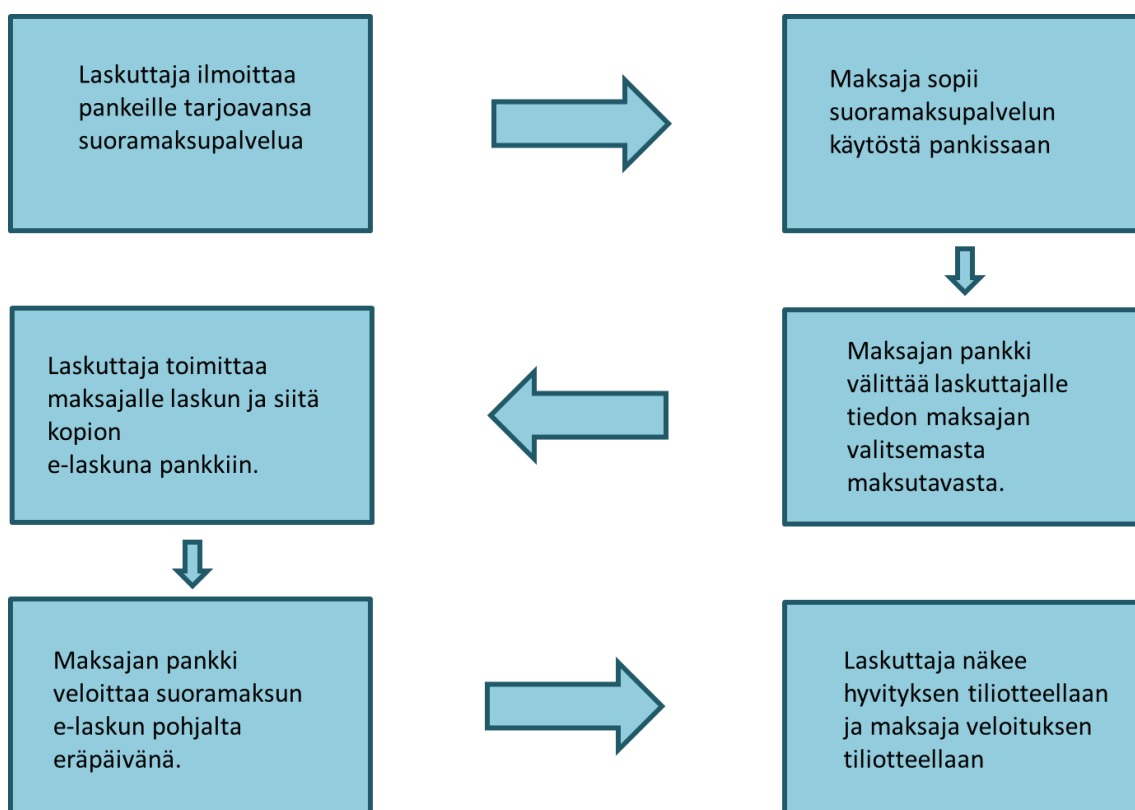 Laskuttaja ilmoittaa
pankeille tarjoavansa
suoramaksupalvelua
Maksaja sopii
suoramaksupalvelun
käytöstä pankissaan
Maksajan pankki
välittää laskuttajalle
tiedon maksajan
valitsemasta
maksutavasta.
Laskuttaja toimittaa
maksajalle laskun ja siitä
kopion
e-laskuna pankkiin.
Maksajan pankki
veloittaa suoramaksun
e-laskun pohjalta
eräpäivänä.
Laskuttaja näkee
hyvityksen tiliotteellaan
ja maksaja veloituksen
tiliotteellaan